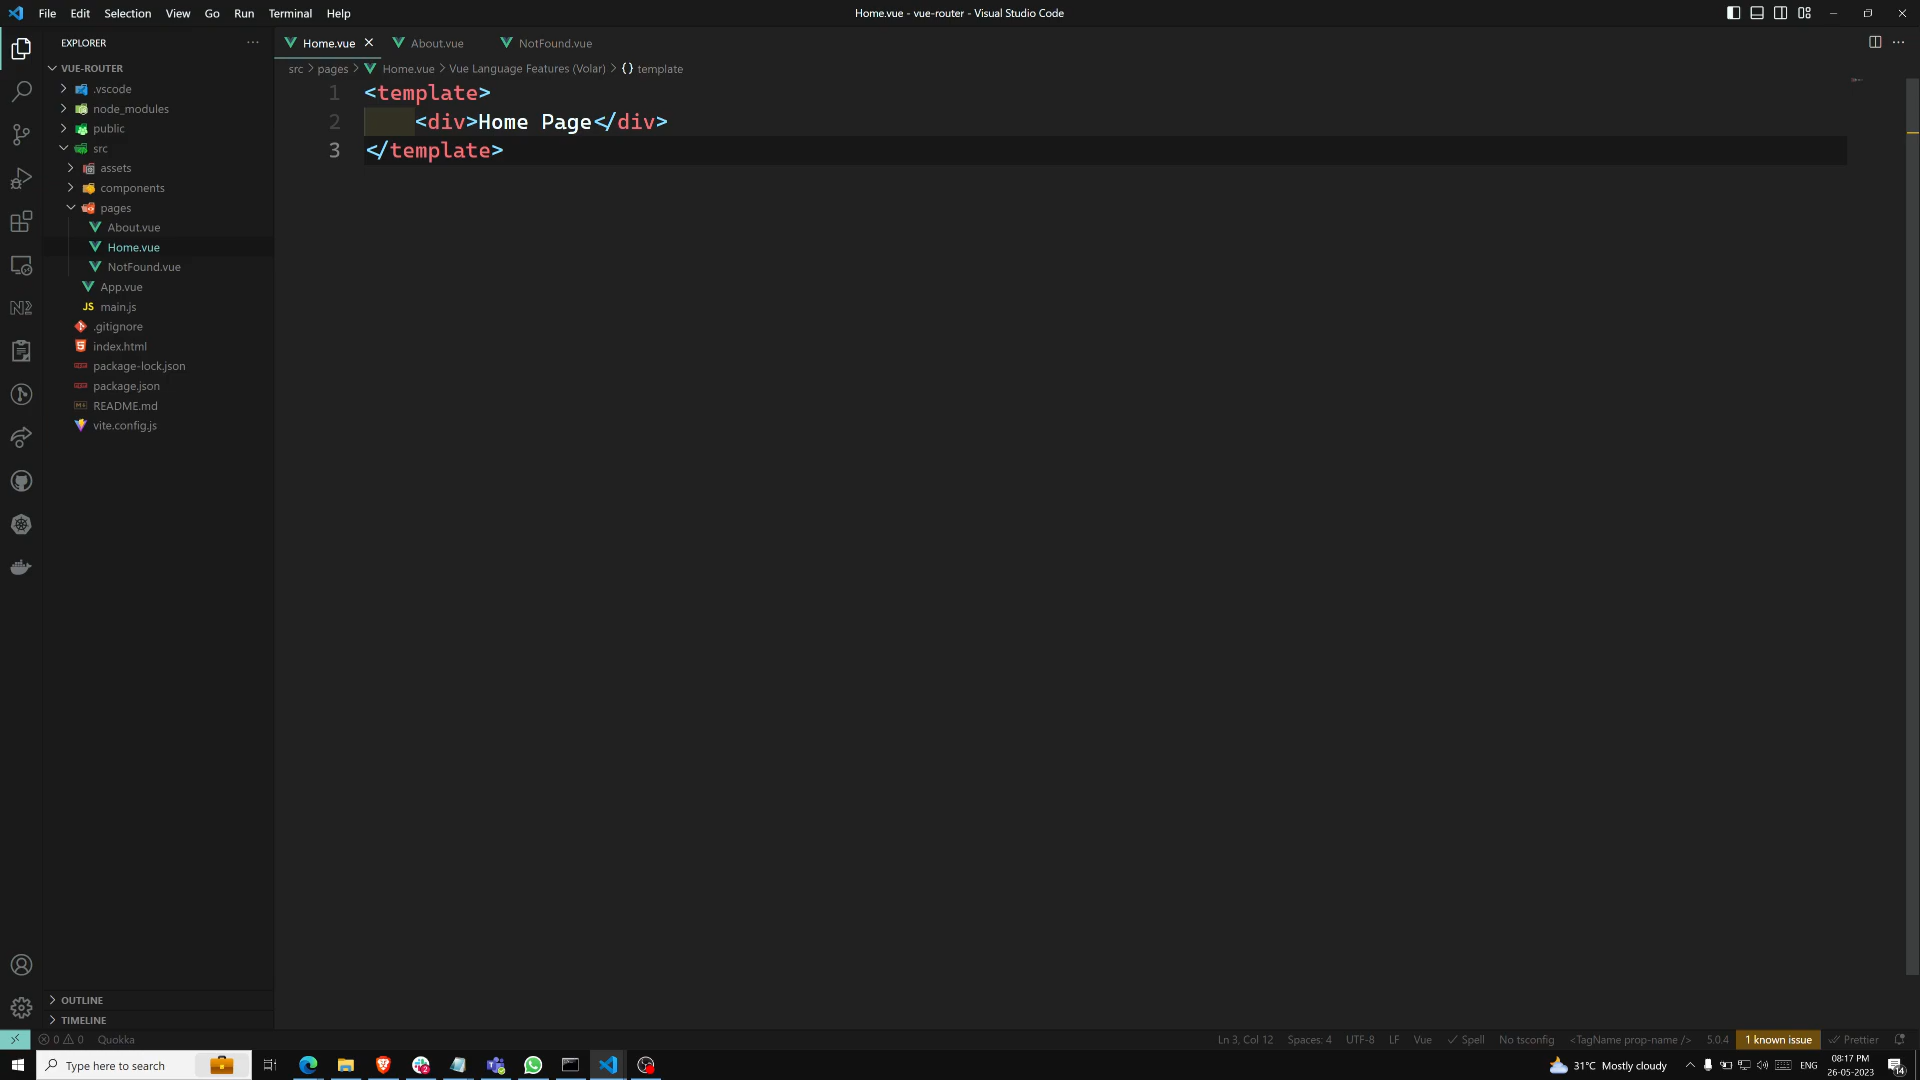 File Edit Selection View Go Run Terminal Help
Home.vue - vue-router - Visual Studio Code
EXPLORER
VUE-ROUTER
.vscode
node_modules
public
src
assets
components
pages
About.vue
Home.vue
NotFound.vue
App.vue
JS main.js
.gitignore
index.html
package-lock.json
package.json
README.md
vite.config.js
OUTLINE
TIMELINE
Home.vue About.vue NotFound.vue
src > pages > Home.vue > Vue Language Features (Volar) > {} template
1 <template>
2 <div>Home Page</div>
3 </template>
0 0 Quokka
Ln 3, Col 12 Spaces: 4 UTF-8 LF Vue Spell No tsconfig <TagName prop-name /> 5.0.4 1 known issue Prettier
Type here to search
31°C Mostly cloudy
ENG
08:17 PM
26-05-2023
14